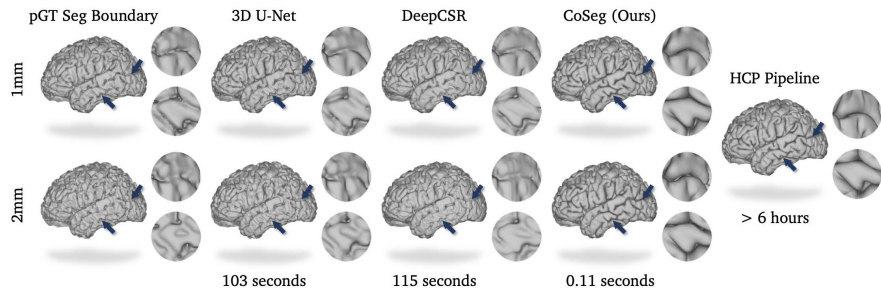 pGT Seg Boundary
3D U-Net
DeepCSR
CoSeg (Ours)
1mm
HCP Pipeline
2mm
> 6 hours
103 seconds
115 seconds
0.11 seconds